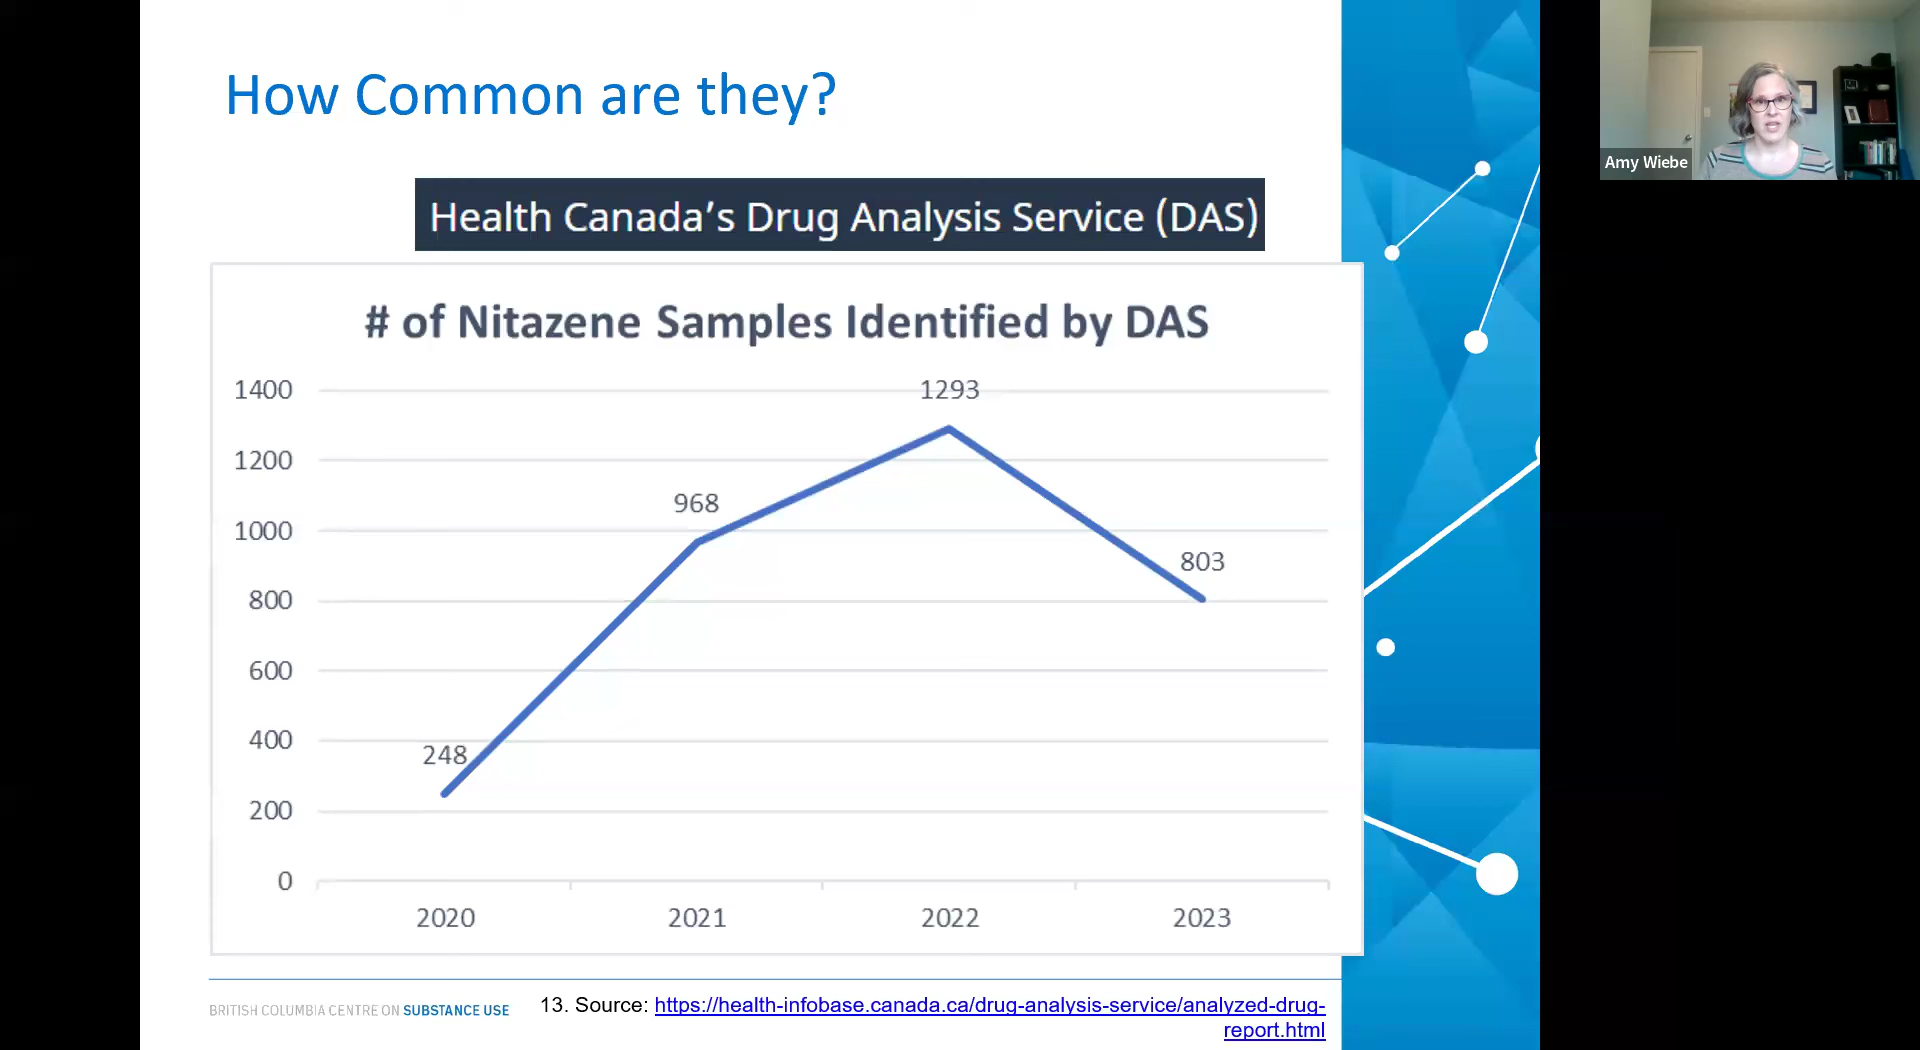 How Common are they?
Amy Wiebe
Health Canada’s Drug Analysis Service (DAS)
# of Nitazene Samples Identified by DAS
1400
1200
1000
800
600
400
200
0
248
968
1293
803
2020 2021 2022 2023
BRITISH COLUMBIA CENTRE ON SUBSTANCE USE
13. Source: https://health-infobase.canada.ca/drug-analysis-service/analyzed-drug-
report.html